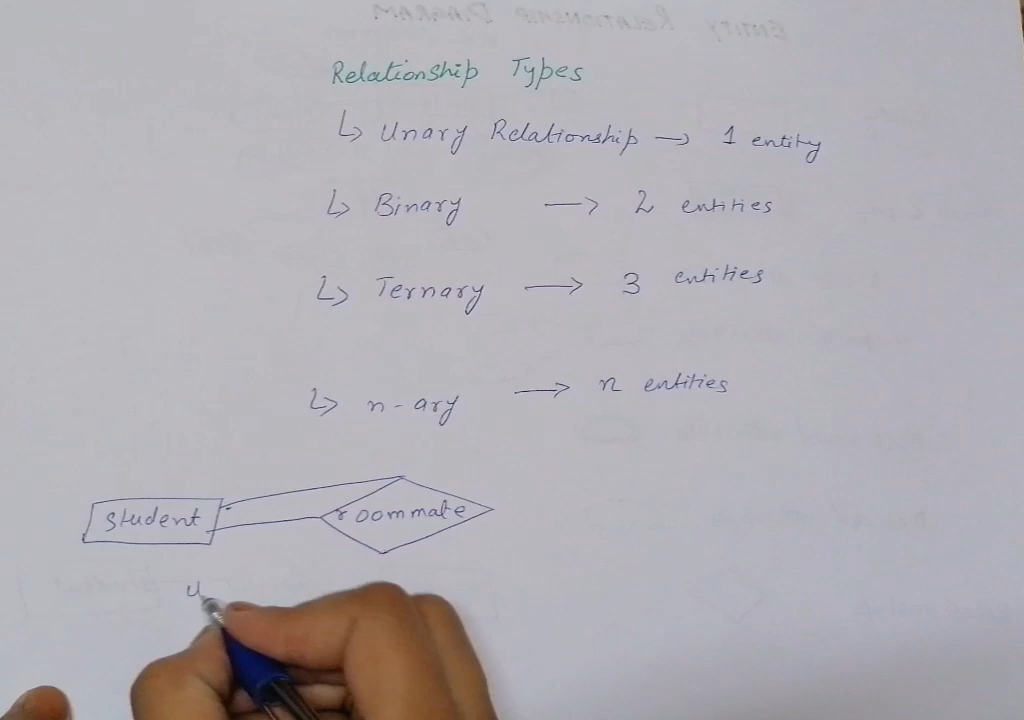 Relationship Types
↳ Unary Relationship → 1 entity
↳ Binary → 2 entities
↳ Ternary → 3 entities
↳ n-ary → n entities
Student roommate
u